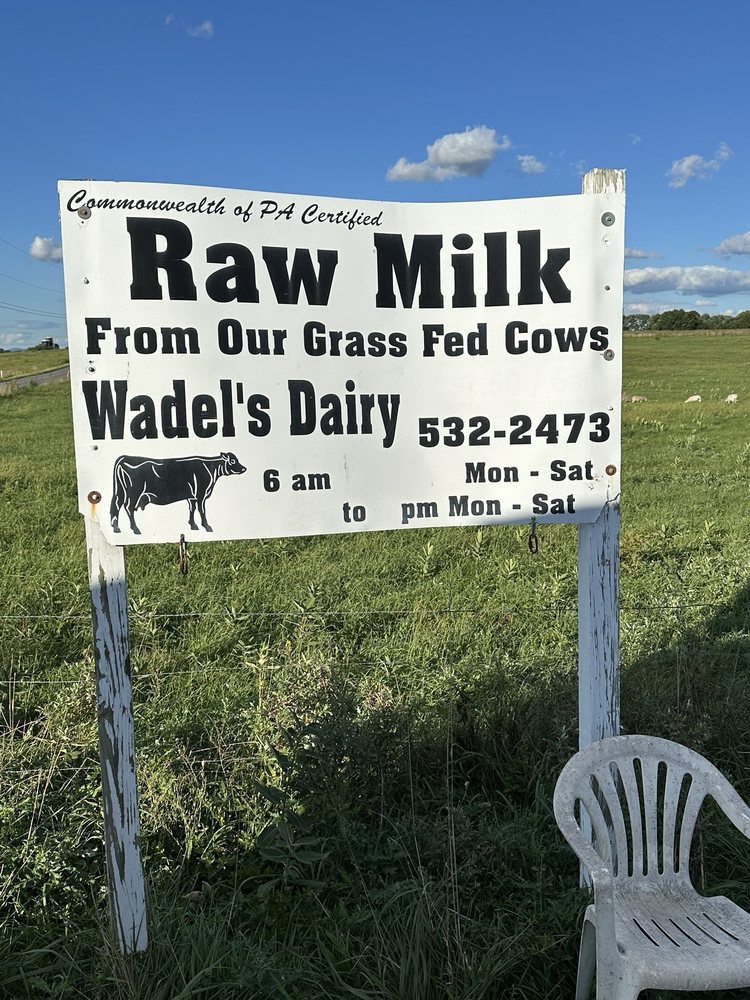 Commonwealth of PA Certified
Raw Milk
From Our Grass Fed Cows
Wadel's Dairy 532-2473
6 am Mon - Sat
to pm Mon - Sat